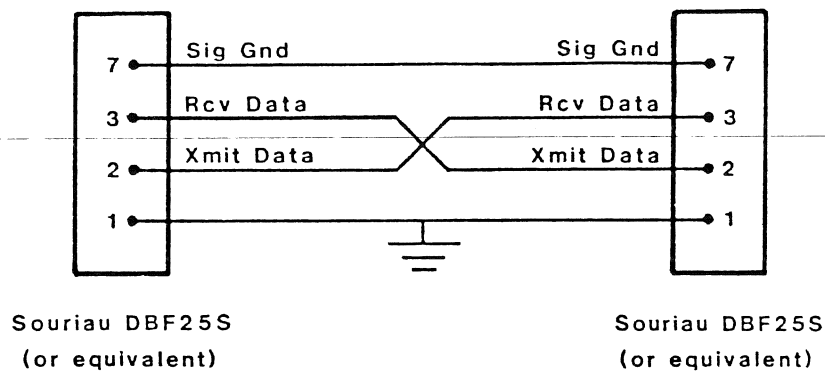 7 Sig Gnd Sig Gnd 7
3 Rcv Data Rcv Data 3
2 Xmit Data Xmit Data 2
1 1
Souriau DBF25S Souriau DBF25S
(or equivalent) (or equivalent)